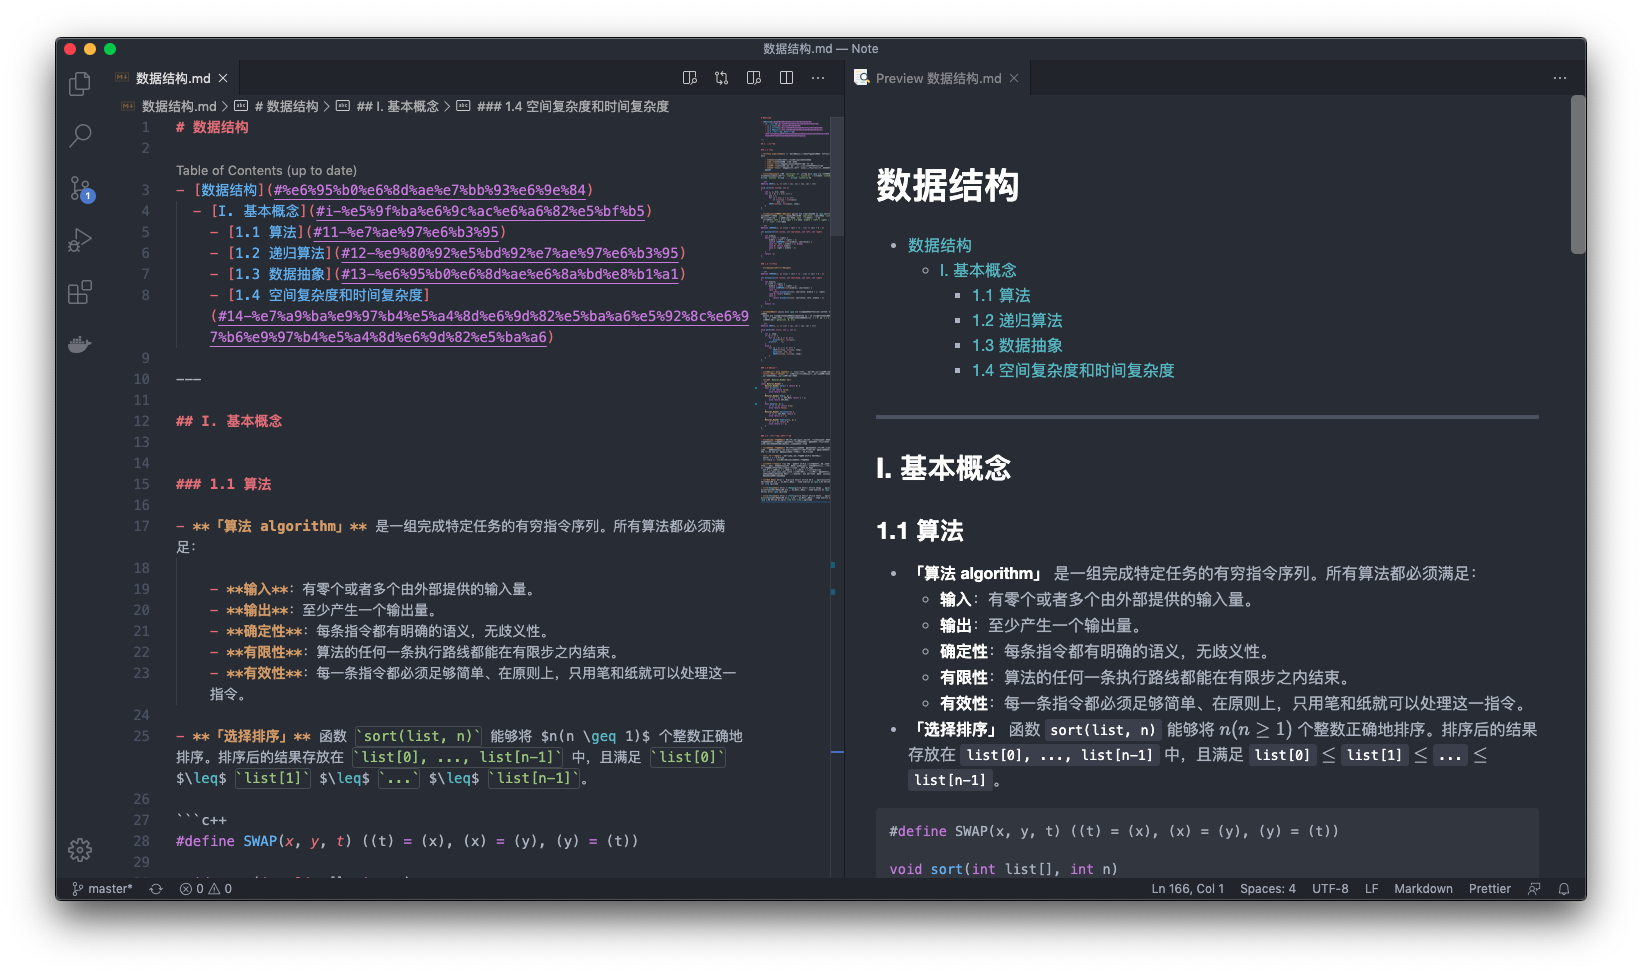 数据结构.md — Note
数据结构.md
Preview 数据结构.md
数据结构.md > # 数据结构 > ## I. 基本概念 > ### 1.4 空间复杂度和时间复杂度
1 # 数据结构
2
Table of Contents (up to date)
3 - [数据结构](#%e6%95%b0%e6%8d%ae%e7%bb%93%e6%9e%84)
4 - [I. 基本概念](#i-%e5%9f%ba%e6%9c%ac%e6%a6%82%e5%bf%b5)
5 - [1.1 算法](#11-%e7%ae%97%e6%b3%95)
6 - [1.2 递归算法](#12-%e9%80%92%e5%bd%92%e7%ae%97%e6%b3%95)
7 - [1.3 数据抽象](#13-%e6%95%b0%e6%8d%ae%e6%8a%bd%e8%b1%a1)
8 - [1.4 空间复杂度和时间复杂度]
(#14-%e7%a9%ba%e9%97%b4%e5%a4%8d%e6%9d%82%e5%ba%a6%e5%92%8c%e6%9
7%b6%e9%97%b4%e5%a4%8d%e6%9d%82%e5%ba%a6)
9
10 ---
11
12 ## I. 基本概念
13
14
15 ### 1.1 算法
16
17 - **「算法 algorithm」** 是一组完成特定任务的有穷指令序列。所有算法都必须满
足：
18
19 - **输入**：有零个或者多个由外部提供的输入量。
20 - **输出**：至少产生一个输出量。
21 - **确定性**：每条指令都有明确的语义，无歧义性。
22 - **有限性**：算法的任何一条执行路线都能在有限步之内结束。
23 - **有效性**：每一条指令都必须足够简单、在原则上，只用笔和纸就可以处理这一
指令。
24
25 - **「选择排序」** 函数 `sort(list, n)` 能够将 $n(n \geq 1)$ 个整数正确地
排序。排序后的结果存放在 `list[0], ..., list[n-1]` 中，且满足 `list[0]`
$\leq$ `list[1]` $\leq$ `...` $\leq$ `list[n-1]`。
26
27 ```c++
28 #define SWAP(x, y, t) ((t) = (x), (x) = (y), (y) = (t))
29
数据结构
• 数据结构
◦ I. 基本概念
▪ 1.1 算法
▪ 1.2 递归算法
▪ 1.3 数据抽象
▪ 1.4 空间复杂度和时间复杂度
I. 基本概念
1.1 算法
• 「算法 algorithm」 是一组完成特定任务的有穷指令序列。所有算法都必须满足：
◦ 输入：有零个或者多个由外部提供的输入量。
◦ 输出：至少产生一个输出量。
◦ 确定性：每条指令都有明确的语义，无歧义性。
◦ 有限性：算法的任何一条执行路线都能在有限步之内结束。
◦ 有效性：每一条指令都必须足够简单、在原则上，只用笔和纸就可以处理这一指令。
• 「选择排序」 函数 sort(list, n) 能够将 n(n ≥ 1) 个整数正确地排序。排序后的结果
存放在 list[0], ..., list[n-1] 中，且满足 list[0] ≤ list[1] ≤ ... ≤
list[n-1]。
#define SWAP(x, y, t) ((t) = (x), (x) = (y), (y) = (t))
void sort(int list[], int n)
1
master* 0 0 Ln 166, Col 1 Spaces: 4 UTF-8 LF Markdown Prettier